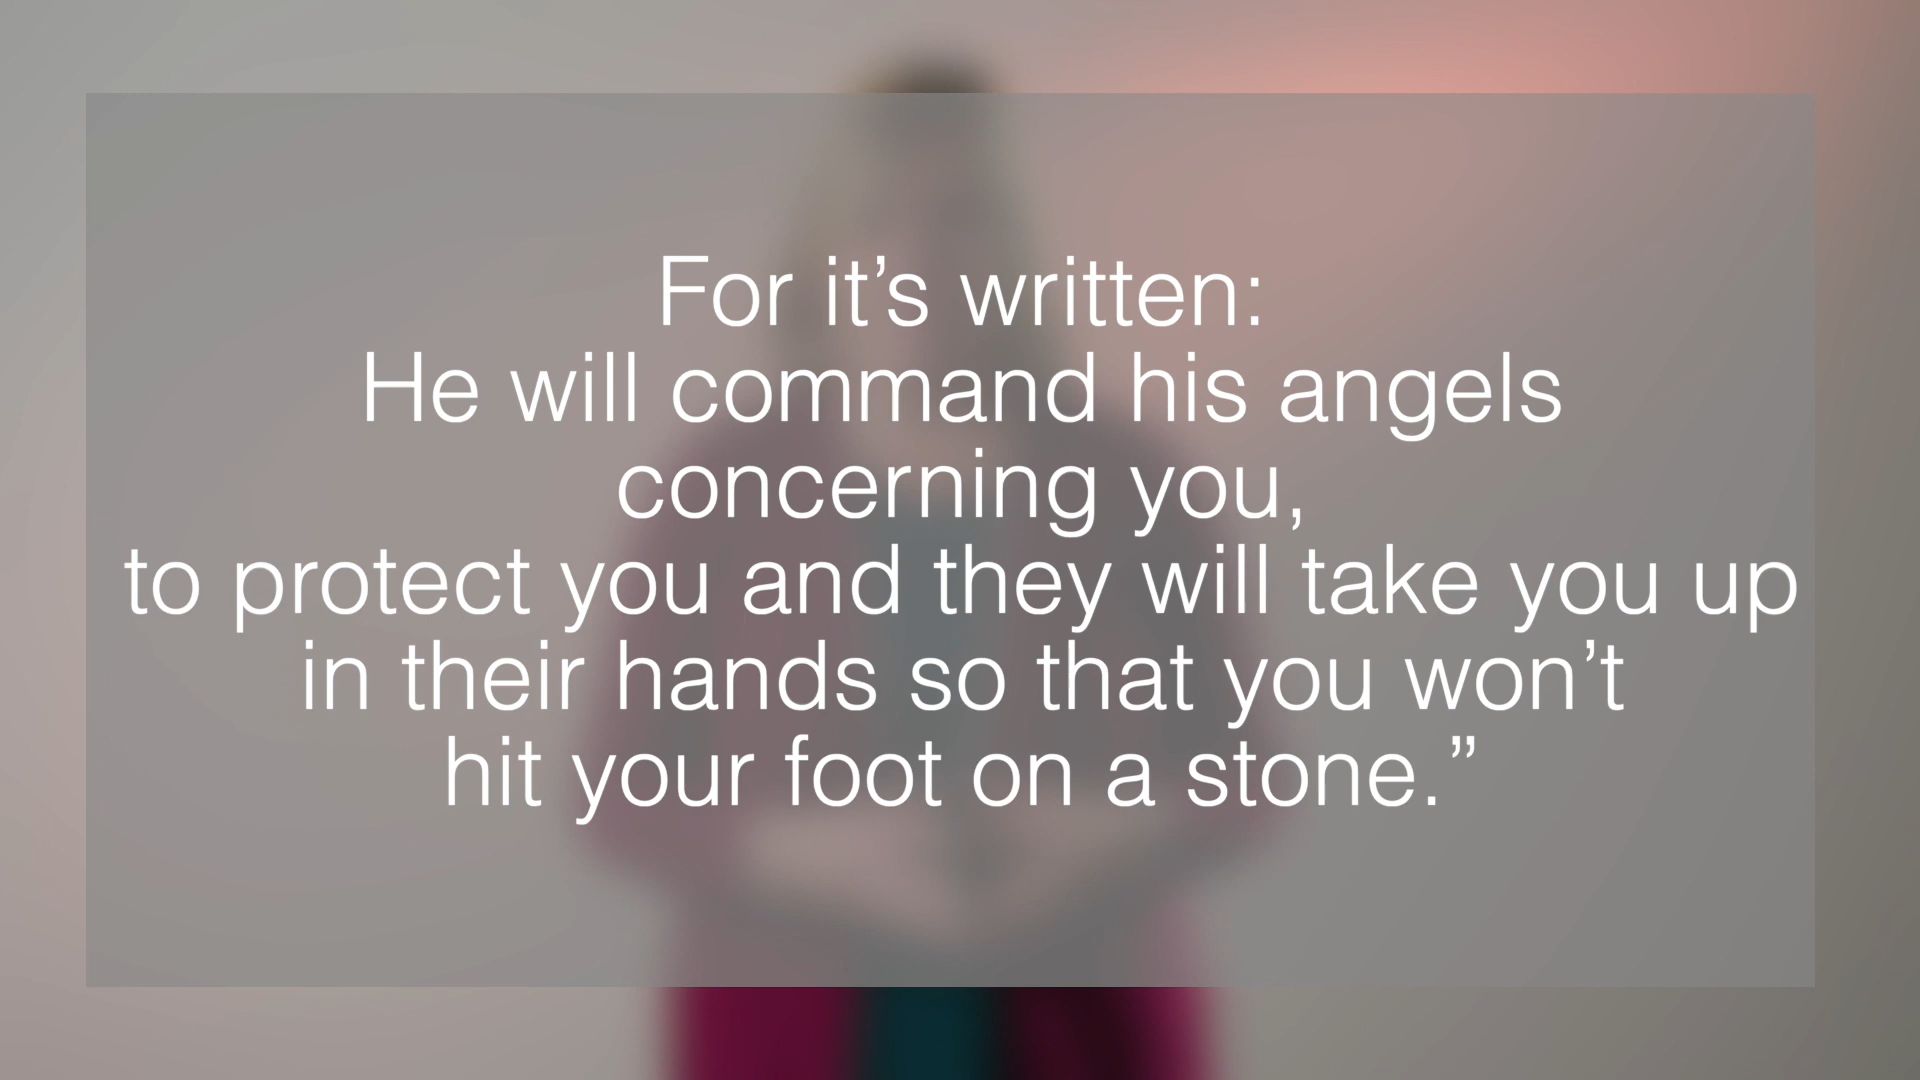 For it’s written:
He will command his angels
concerning you,
to protect you and they will take you up
in their hands so that you won’t
hit your foot on a stone.”